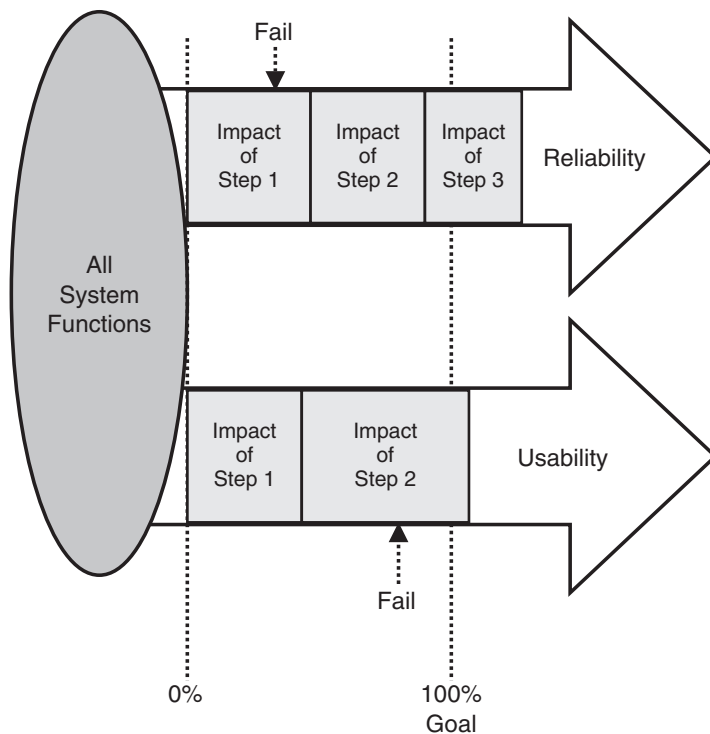 Fail
Impact
of
Step 1
Impact
of
Step 2
Impact
of
Step 3
Reliability
All
System
Functions
Impact
of
Step 1
Impact
of
Step 2
Usability
Fail
0%
100%
Goal